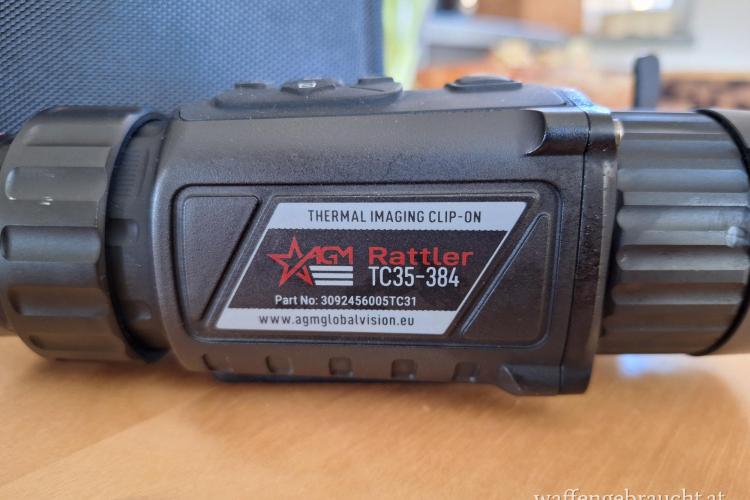 THERMAL IMAGING CLIP-ON
AGM Rattler
TC35-384
Part No: 3092456005TC31
www.agmglobalvision.eu
waffengebraucht.at